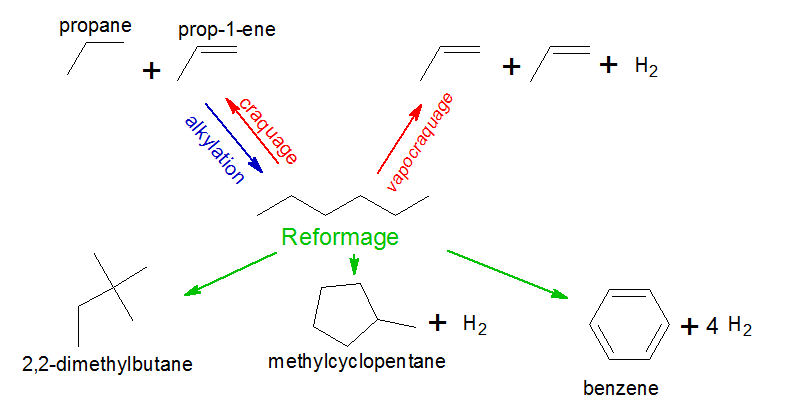 propane
prop-1-ene
+
+
+ H2
craquage
alkylation
vapocraquage
Reformage
+ H2
+ 4 H2
2,2-dimethylbutane
methylcyclopentane
benzene